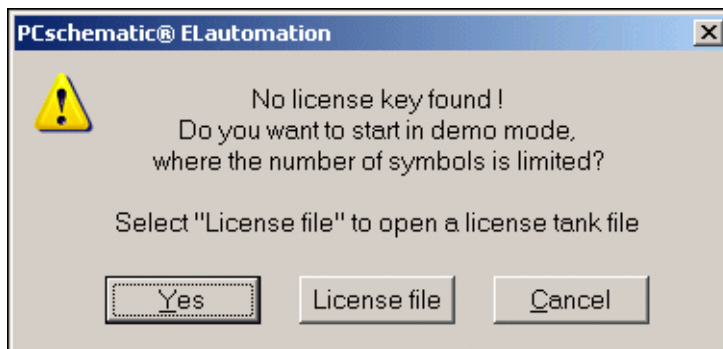 PCschematic® ELautomation
No license key found !
Do you want to start in demo mode,
where the number of symbols is limited?
Select "License file" to open a license tank file
Yes License file Cancel